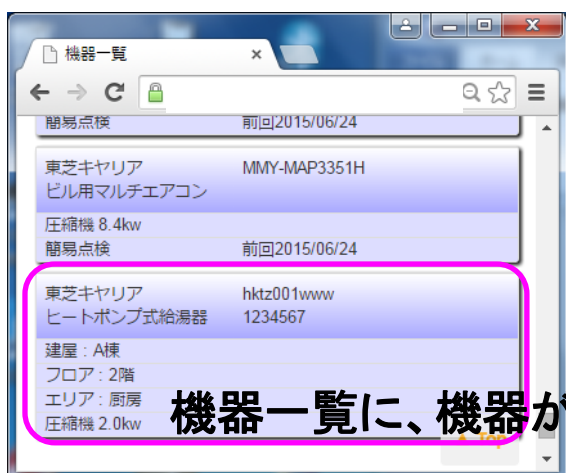 機器一覧
簡易点検 前回2015/06/24
東芝キヤリア MMY-MAP3351H
ビル用マルチエアコン
圧縮機 8.4kw
簡易点検 前回2015/06/24
東芝キヤリア hktz001www
ヒートポンプ式給湯器 1234567
建屋 : A棟
フロア : 2階
エリア : 厨房
圧縮機 2.0kw
機器一覧に、機器が
Top